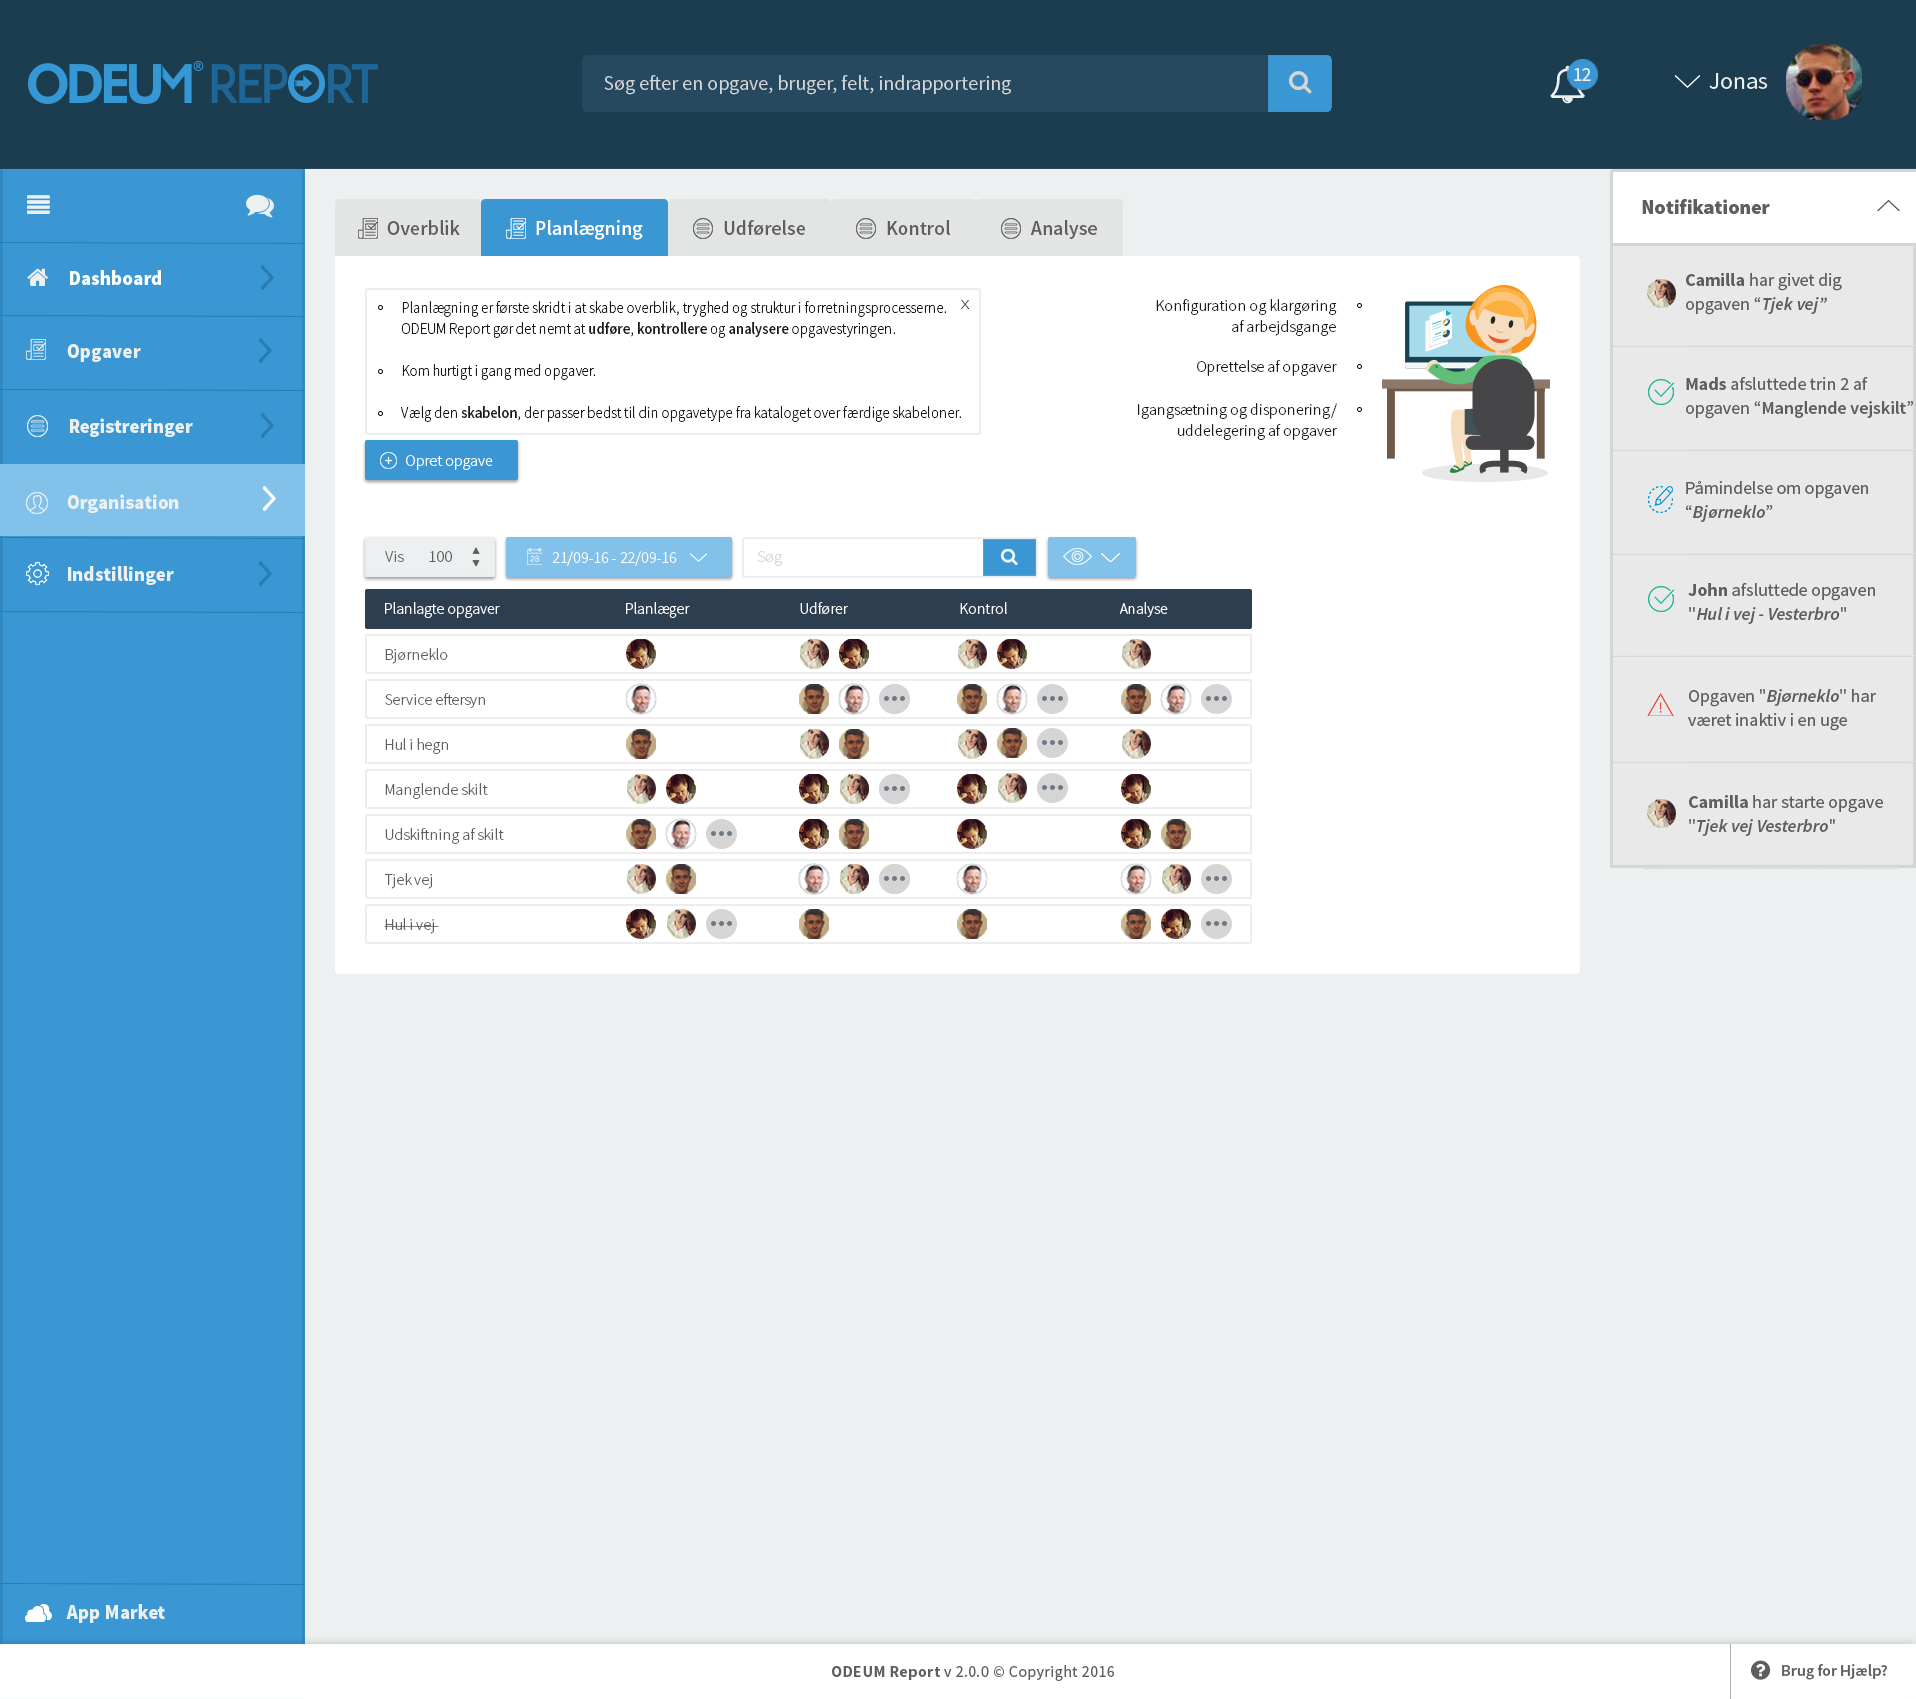 ODEUM® REPORT
Søg efter en opgave, bruger, felt, indrapportering
12
Jonas
Dashboard
Opgaver
Registreringer
Organisation
Indstillinger
App Market
Overblik
Planlægning
Udførelse
Kontrol
Analyse
Planlægning er første skridt i at skabe overblik, tryghed og struktur i forretningsprocesserne.
X
ODEUM Report gør det nemt at udføre, kontrollere og analysere opgavestyringen.
Kom hurtigt i gang med opgaver.
Vælg den skabelon, der passer bedst til din opgavetype fra kataloget over færdige skabeloner.
Opret opgave
Konfiguration og klargøring
af arbejdsgange
Oprettelse af opgaver
Igangsætning og disponering/
uddelegering af opgaver
Vis 100
28
21/09-16 - 22/09-16
Søg
Planlagte opgaver Planlæger Udfører Kontrol Analyse
Bjørneklo
Service eftersyn
Hul i hegn
Manglende skilt
Udskiftning af skilt
Tjek vej
Hul i vej
Notifikationer
Camilla har givet dig
opgaven “Tjek vej”
Mads afsluttede trin 2 af
opgaven “Manglende vejskilt”
Påmindelse om opgaven
“Bjørneklo”
John afsluttede opgaven
"Hul i vej - Vesterbro"
Opgaven "Bjørneklo" har
været inaktiv i en uge
Camilla har starte opgave
"Tjek vej Vesterbro"
ODEUM Report v 2.0.0 © Copyright 2016
Brug for Hjælp?